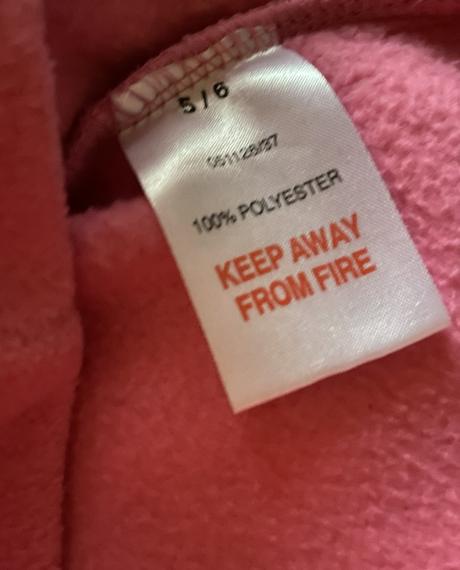 5/6
100% POLYESTER
KEEP AWAY
FROM FIRE